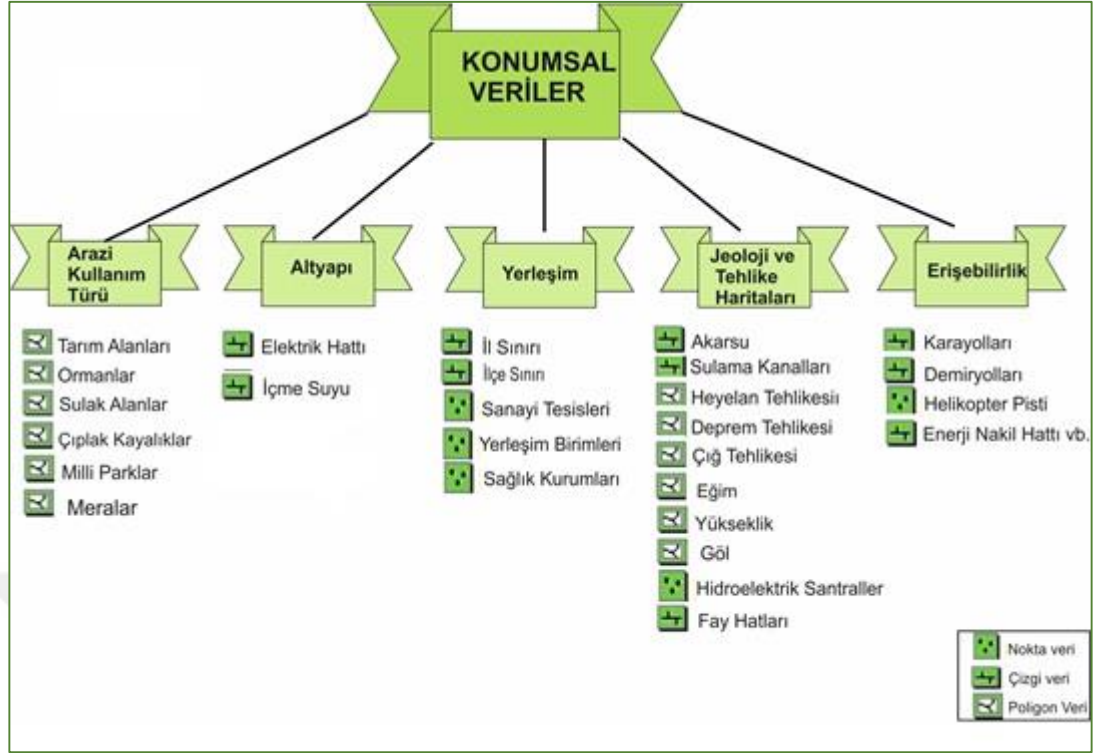 KONUMSAL
VERİLER
Arazi
Kullanım
Türü
Tarım Alanları
Ormanlar
Sulak Alanlar
Çıplak Kayalıklar
Milli Parklar
Meralar
Altyapı
Elektrik Hattı
İçme Suyu
Yerleşim
İl Sınırı
İlçe Sınırı
Sanayi Tesisleri
Yerleşim Birimleri
Sağlık Kurumları
Jeoloji ve
Tehlike
Haritaları
Akarsu
Sulama Kanalları
Heyelan Tehlikesiı
Deprem Tehlikesi
Çığ Tehlikesi
Eğim
Yükseklik
Göl
Hidroelektrik Santraller
Fay Hatları
Erişebilirlik
Karayolları
Demiryolları
Helikopter Pisti
Enerji Nakil Hattı vb.
Nokta veri
Çizgi veri
Poligon Veri